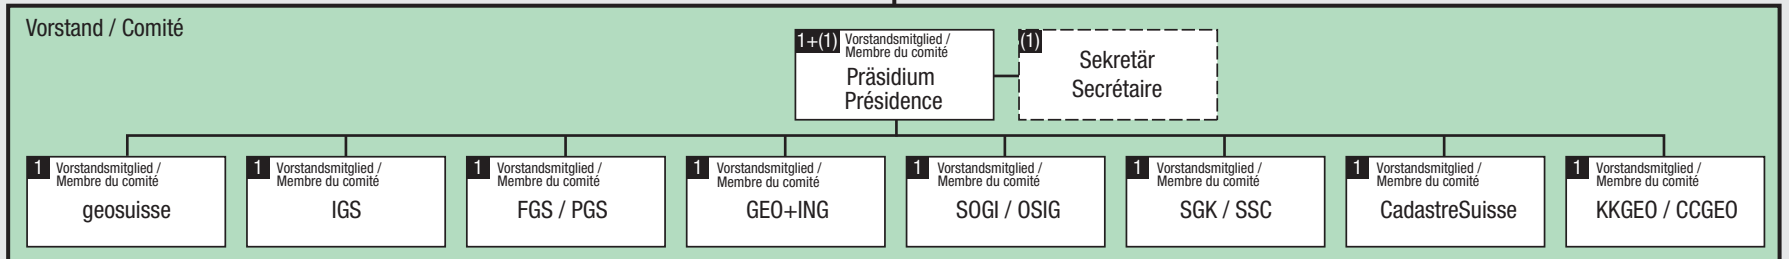 Vorstand / Comité
1+(1) Vorstandsmitglied /
Membre du comité
Präsidium
Présidence
(1)
Sekretär
Secrétaire
1 Vorstandsmitglied /
Membre du comité
geosuisse
1 Vorstandsmitglied /
Membre du comité
IGS
1 Vorstandsmitglied /
Membre du comité
FGS / PGS
1 Vorstandsmitglied /
Membre du comité
GEO+ING
1 Vorstandsmitglied /
Membre du comité
SOGI / OSIG
1 Vorstandsmitglied /
Membre du comité
SGK / SSC
1 Vorstandsmitglied /
Membre du comité
CadastreSuisse
1 Vorstandsmitglied /
Membre du comité
KKGEO / CCGEO